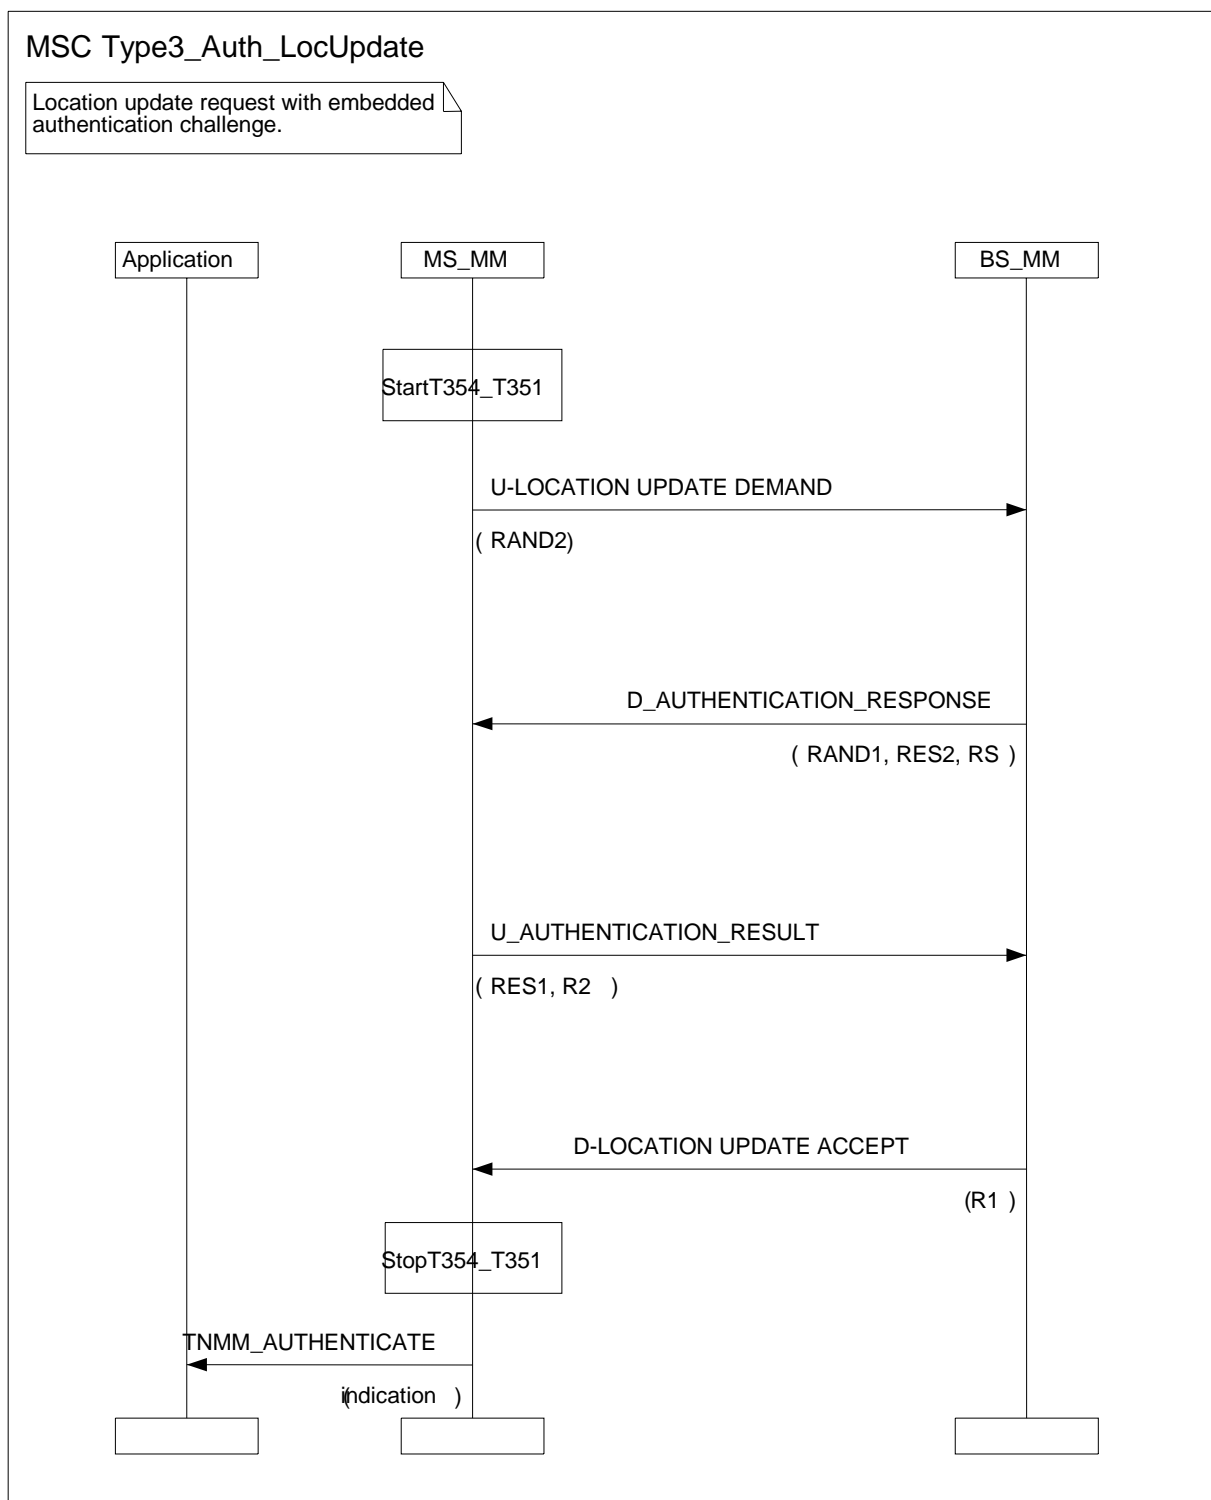 MSC Type3_Auth_LocUpdate
Location update request with embedded
authentication challenge.
Application
MS_MM
BS_MM
StartT354_T351
U-LOCATION UPDATE DEMAND
( RAND2)
D_AUTHENTICATION_RESPONSE
( RAND1, RES2, RS )
U_AUTHENTICATION_RESULT
( RES1, R2 )
D-LOCATION UPDATE ACCEPT
(R1 )
StopT354_T351
TNMM_AUTHENTICATE
(indication )